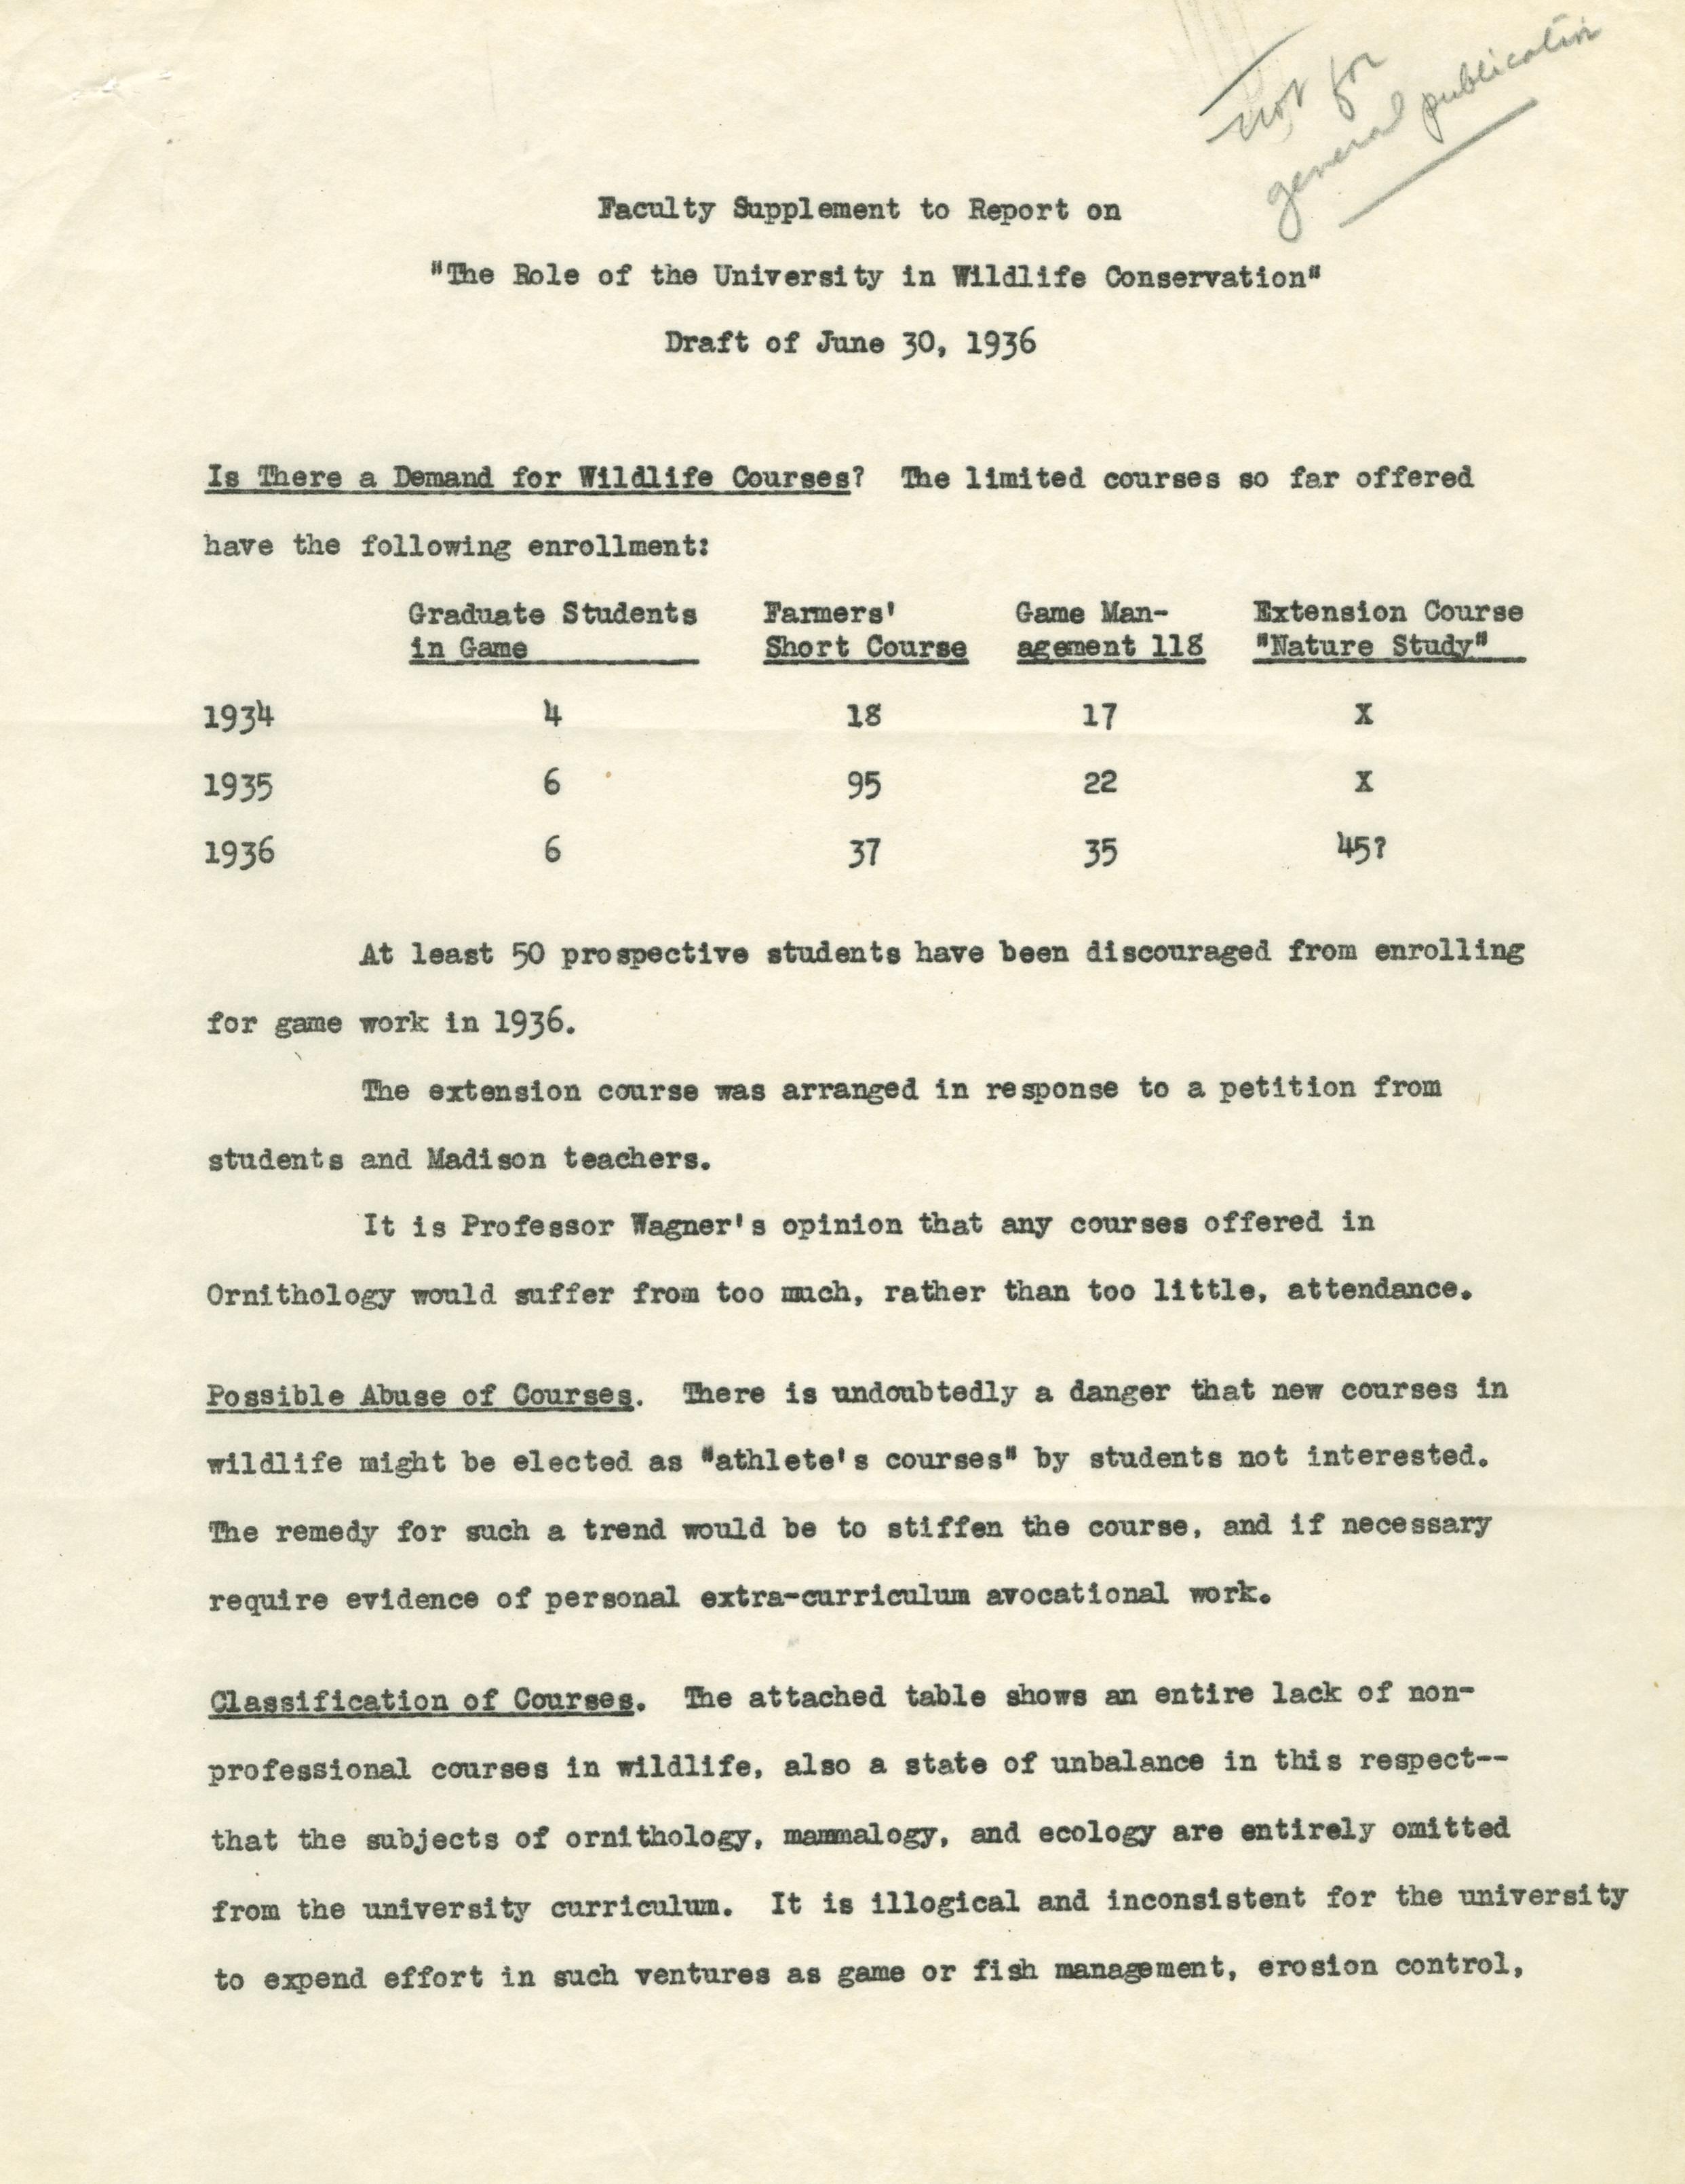 Not for
general publication
Faculty Supplement to Report on
"The Role of the University in Wildlife Conservation"
Draft of June 30, 1936
Is There a Demand for Wildlife Courses? The limited courses so far offered
have the following enrollment:
Graduate Students Farmers' Game Man- Extension Course
in Game Short Course agement 118 "Nature Study"
1934 4 18 17 X
1935 6 95 22 X
1936 6 37 35 45?
At least 50 prospective students have been discouraged from enrolling
for game work in 1936.
The extension course was arranged in response to a petition from
students and Madison teachers.
It is Professor Wagner's opinion that any courses offered in
Ornithology would suffer from too much, rather than too little, attendance.
Possible Abuse of Courses. There is undoubtedly a danger that new courses in
wildlife might be elected as "athlete's courses" by students not interested.
The remedy for such a trend would be to stiffen the course, and if necessary
require evidence of personal extra-curriculum avocational work.
Classification of Courses. The attached table shows an entire lack of non-
professional courses in wildlife, also a state of unbalance in this respect--
that the subjects of ornithology, mammalogy, and ecology are entirely omitted
from the university curriculum. It is illogical and inconsistent for the university
to expend effort in such ventures as game or fish management, erosion control,